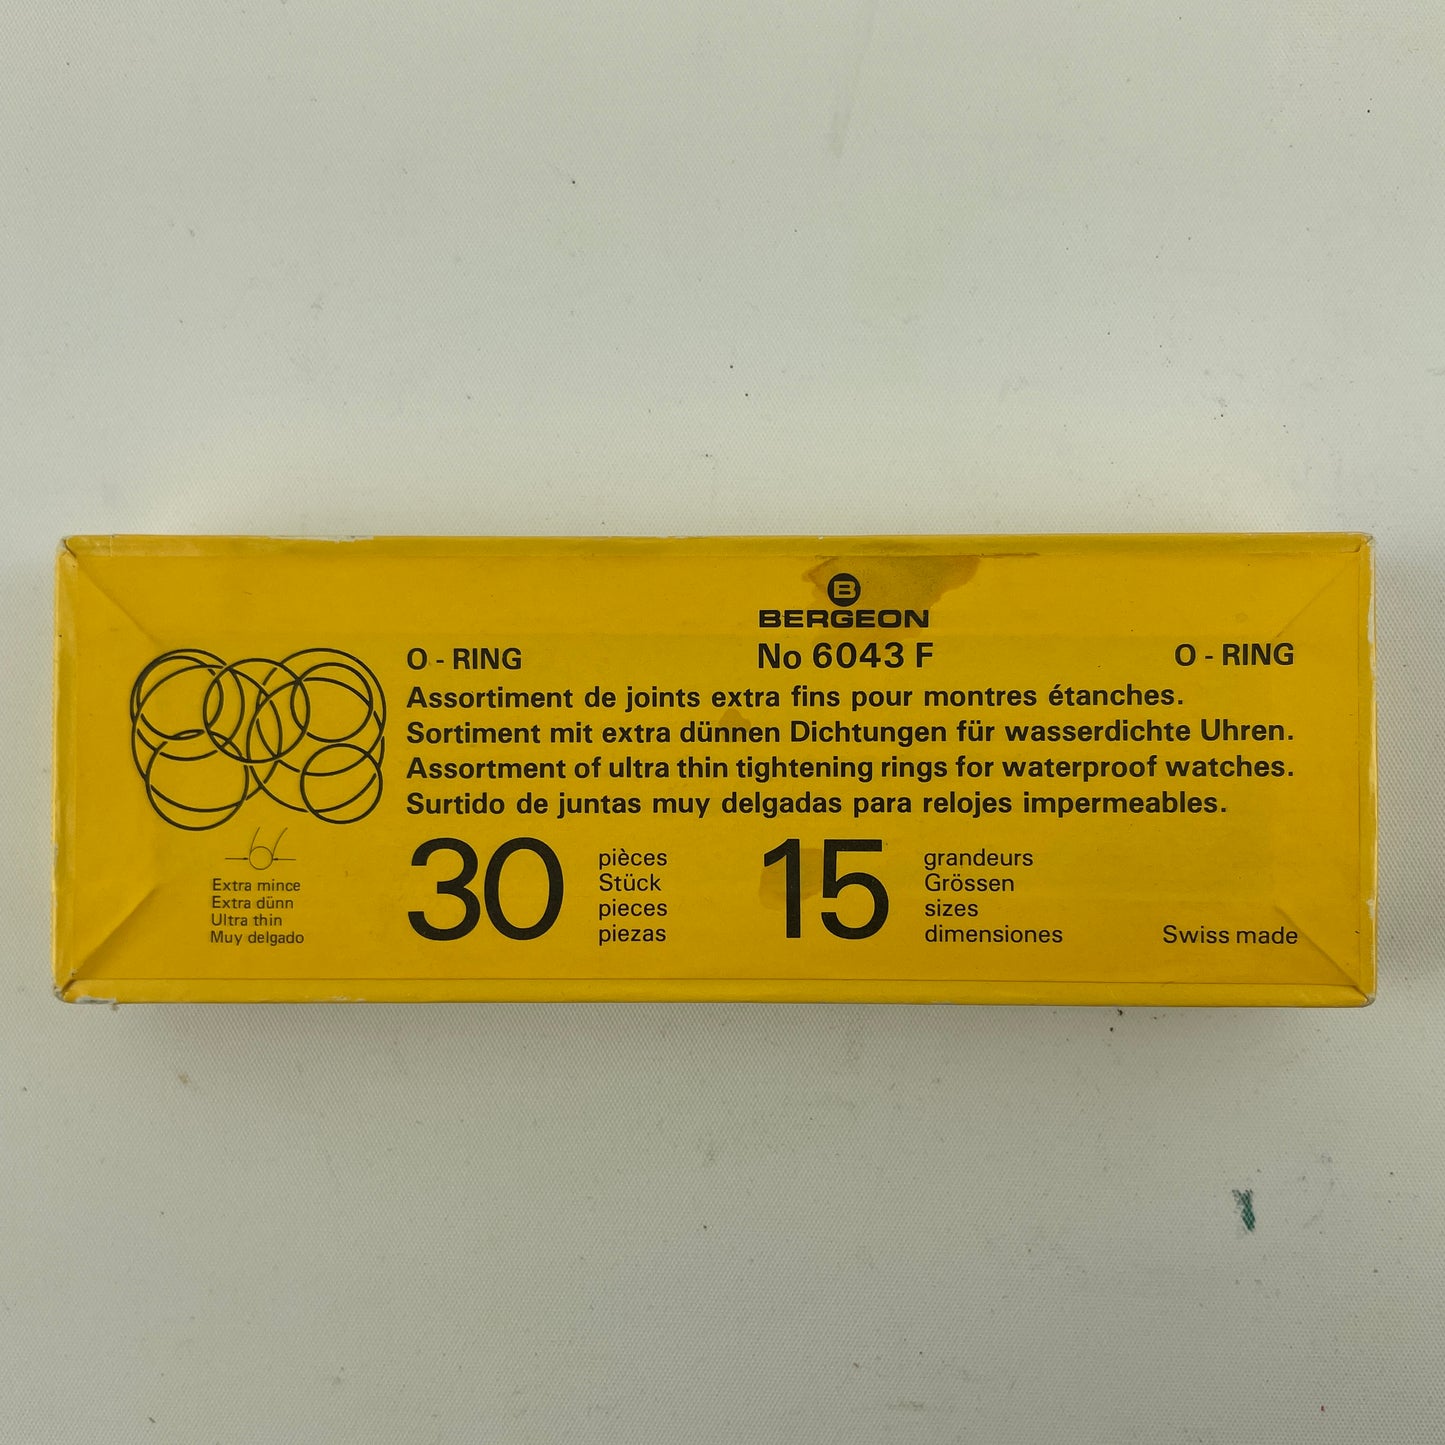 B
BERGEON
O - RING No 6043 F O - RING
Assortiment de joints extra fins pour montres étanches.
Sortiment mit extra dünnen Dichtungen für wasserdichte Uhren.
Assortment of ultra thin tightening rings for waterproof watches.
Surtido de juntas muy delgadas para relojes impermeables.
Extra mince
Extra dünn
Ultra thin
Muy delgado
30
pièces
Stück
pieces
piezas
15
grandeurs
Grössen
sizes
dimensiones
Swiss made